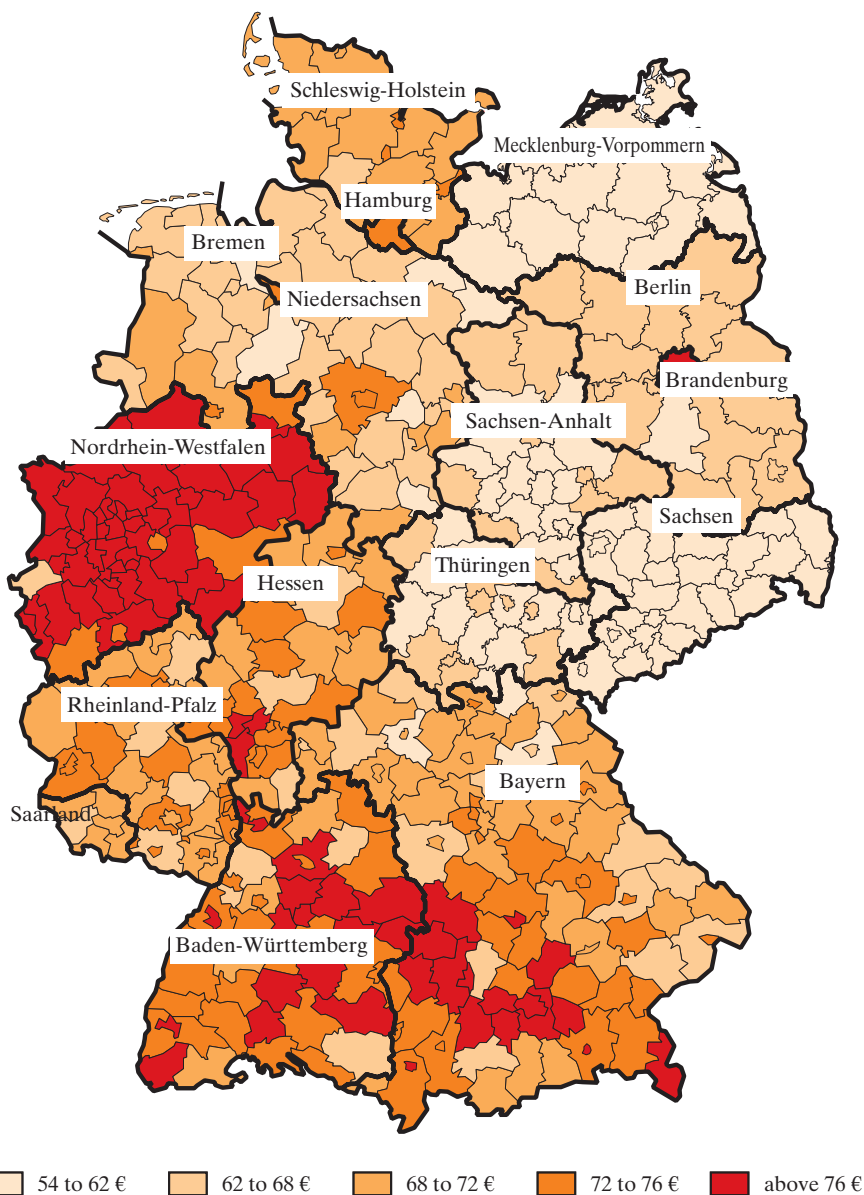 Schleswig-Holstein
Mecklenburg-Vorpommern
Hamburg
Bremen
Berlin
Niedersachsen
Brandenburg
Sachsen-Anhalt
Nordrhein-Westfalen
Sachsen
Thüringen
Hessen
Rheinland-Pfalz
Bayern
Saarland
Baden-Württemberg
54 to 62 € 62 to 68 € 68 to 72 € 72 to 76 € above 76 €